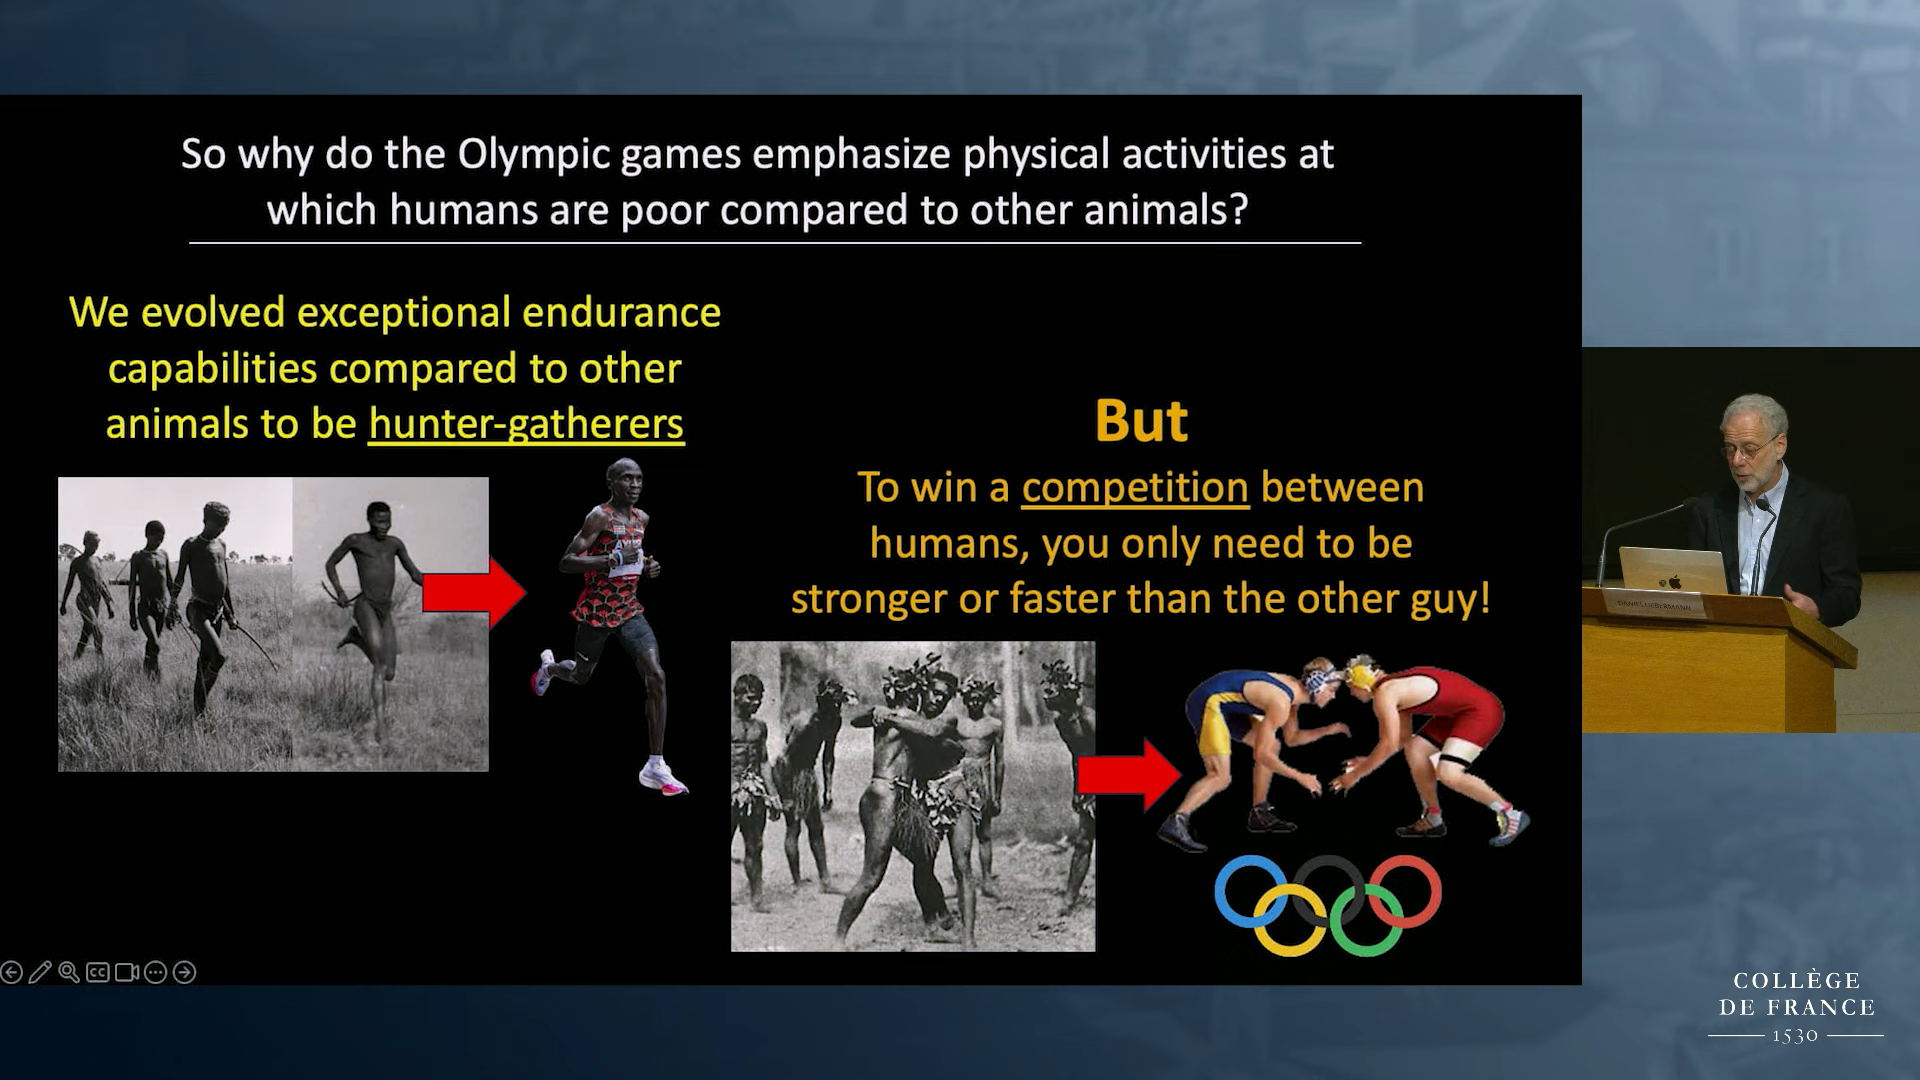 So why do the Olympic games emphasize physical activities at
which humans are poor compared to other animals?
We evolved exceptional endurance
capabilities compared to other
animals to be hunter-gatherers
But
To win a competition between
humans, you only need to be
stronger or faster than the other guy!
DANIEL LIEBERMANN
COLLÈGE
DE FRANCE
1530